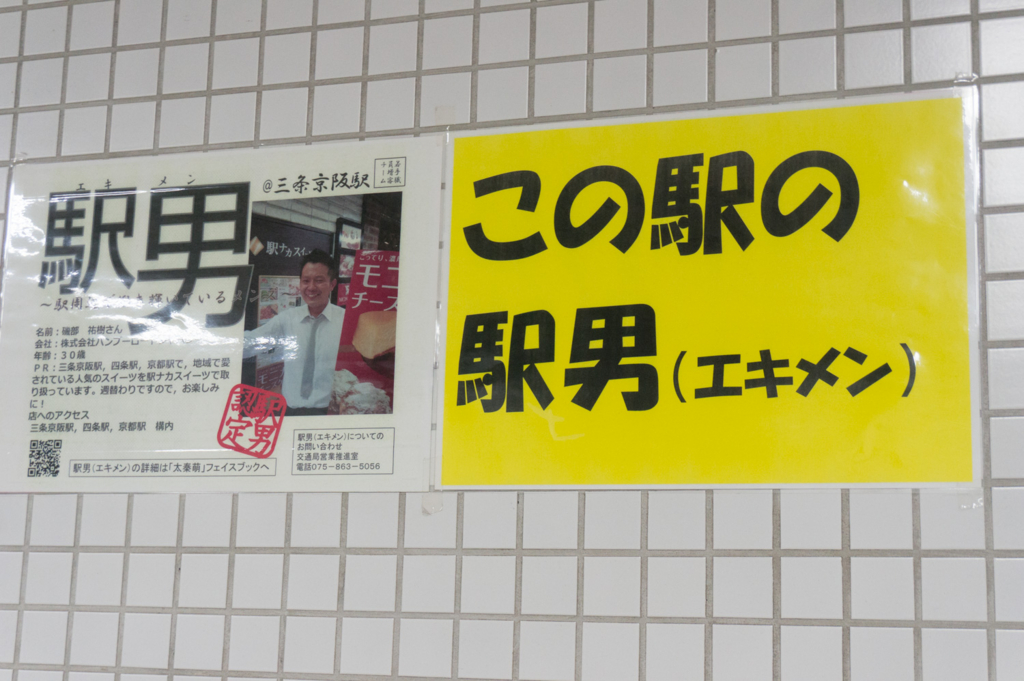 エキメン
駅男
@三条京阪駅
名前：磯部 祐樹さん
会社：株式会社バンブー
年齢：30歳
PR：三条京阪駅，四条駅，京都駅で，地域で愛
されている人気のスイーツを駅ナカスイーツで取
り扱っています。週替わりですので，お楽しみ
に！
店へのアクセス
三条京阪駅，四条駅，京都駅 構内
駅男（エキメン）の詳細は「太秦萌」フェイスブックへ
駅男
認定
駅男（エキメン）についての
お問い合わせ
交通局営業推進室
電話075-863-5056
駅ナカスイー
モニ
チーズ
この駅の
駅男（エキメン）